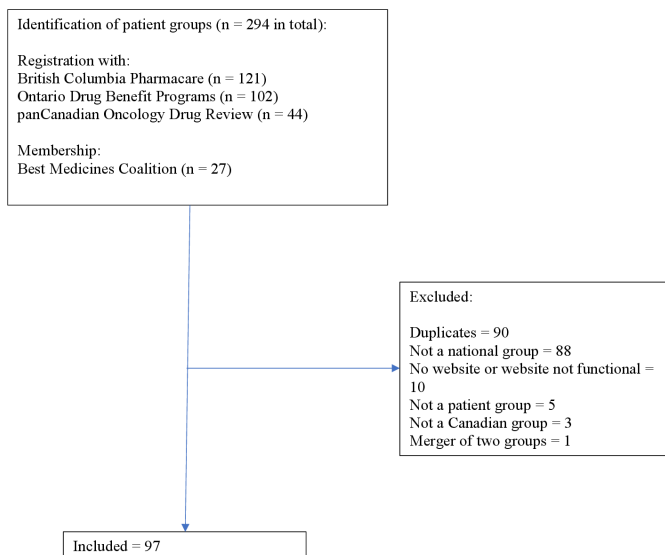 Identification of patient groups (n = 294 in total):
Registration with:
British Columbia Pharmacare (n = 121)
Ontario Drug Benefit Programs (n = 102)
panCanadian Oncology Drug Review (n = 44)
Membership:
Best Medicines Coalition (n = 27)
Excluded:
Duplicates = 90
Not a national group = 88
No website or website not functional =
10
Not a patient group = 5
Not a Canadian group = 3
Merger of two groups = 1
Included = 97